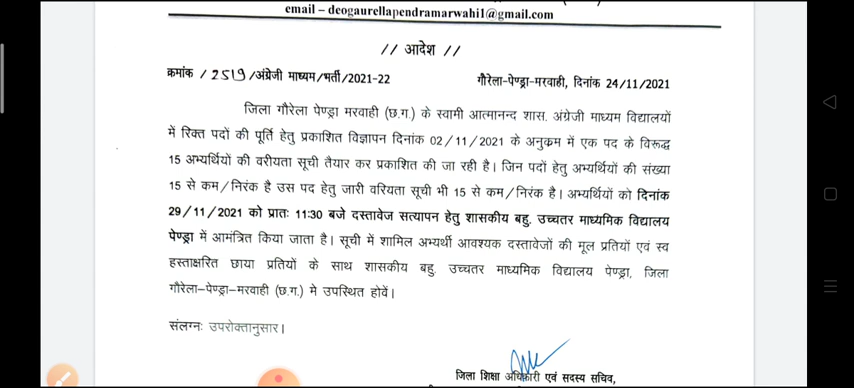 email – deogaurellapendramarwahi1@gmail.com
// आदेश //
क्रमांक / 2519 /अंग्रेजी माध्यम/भर्ती/2021-22 गौरेला-पेण्ड्रा-मरवाही, दिनांक 24/11/2021
जिला गौरेला पेण्ड्रा मरवाही (छ.ग.) के स्वामी आत्मानन्द शास. अंग्रेजी माध्यम विद्यालयों
में रिक्त पदों की पूर्ति हेतु प्रकाशित विज्ञापन दिनांक 02/11/2021 के अनुक्रम में एक पद के विरूद्ध
15 अभ्यर्थियों की वरीयता सूची तैयार कर प्रकाशित की जा रही है। जिन पदों हेतु अभ्यर्थियों की संख्या
15 से कम/निरंक है उस पद हेतु जारी वरियता सूची भी 15 से कम/निरंक है। अभ्यर्थियों को दिनांक
29/11/2021 को प्रातः 11:30 बजे दस्तावेज सत्यापन हेतु शासकीय बहु. उच्चतर माध्यमिक विद्यालय
पेण्ड्रा में आमंत्रित किया जाता है। सूची में शामिल अभ्यर्थी आवश्यक दस्तावेजों की मूल प्रतियों एवं स्व
हस्ताक्षरित छाया प्रतियों के साथ शासकीय बहु. उच्चतर माध्यमिक विद्यालय पेण्ड्रा, जिला
गौरेला-पेण्ड्रा-मरवाही (छ.ग.) मे उपस्थित होवें।
संलग्नः उपरोक्तानुसार।
जिला शिक्षा अधिकारी एवं सदस्य सचिव,